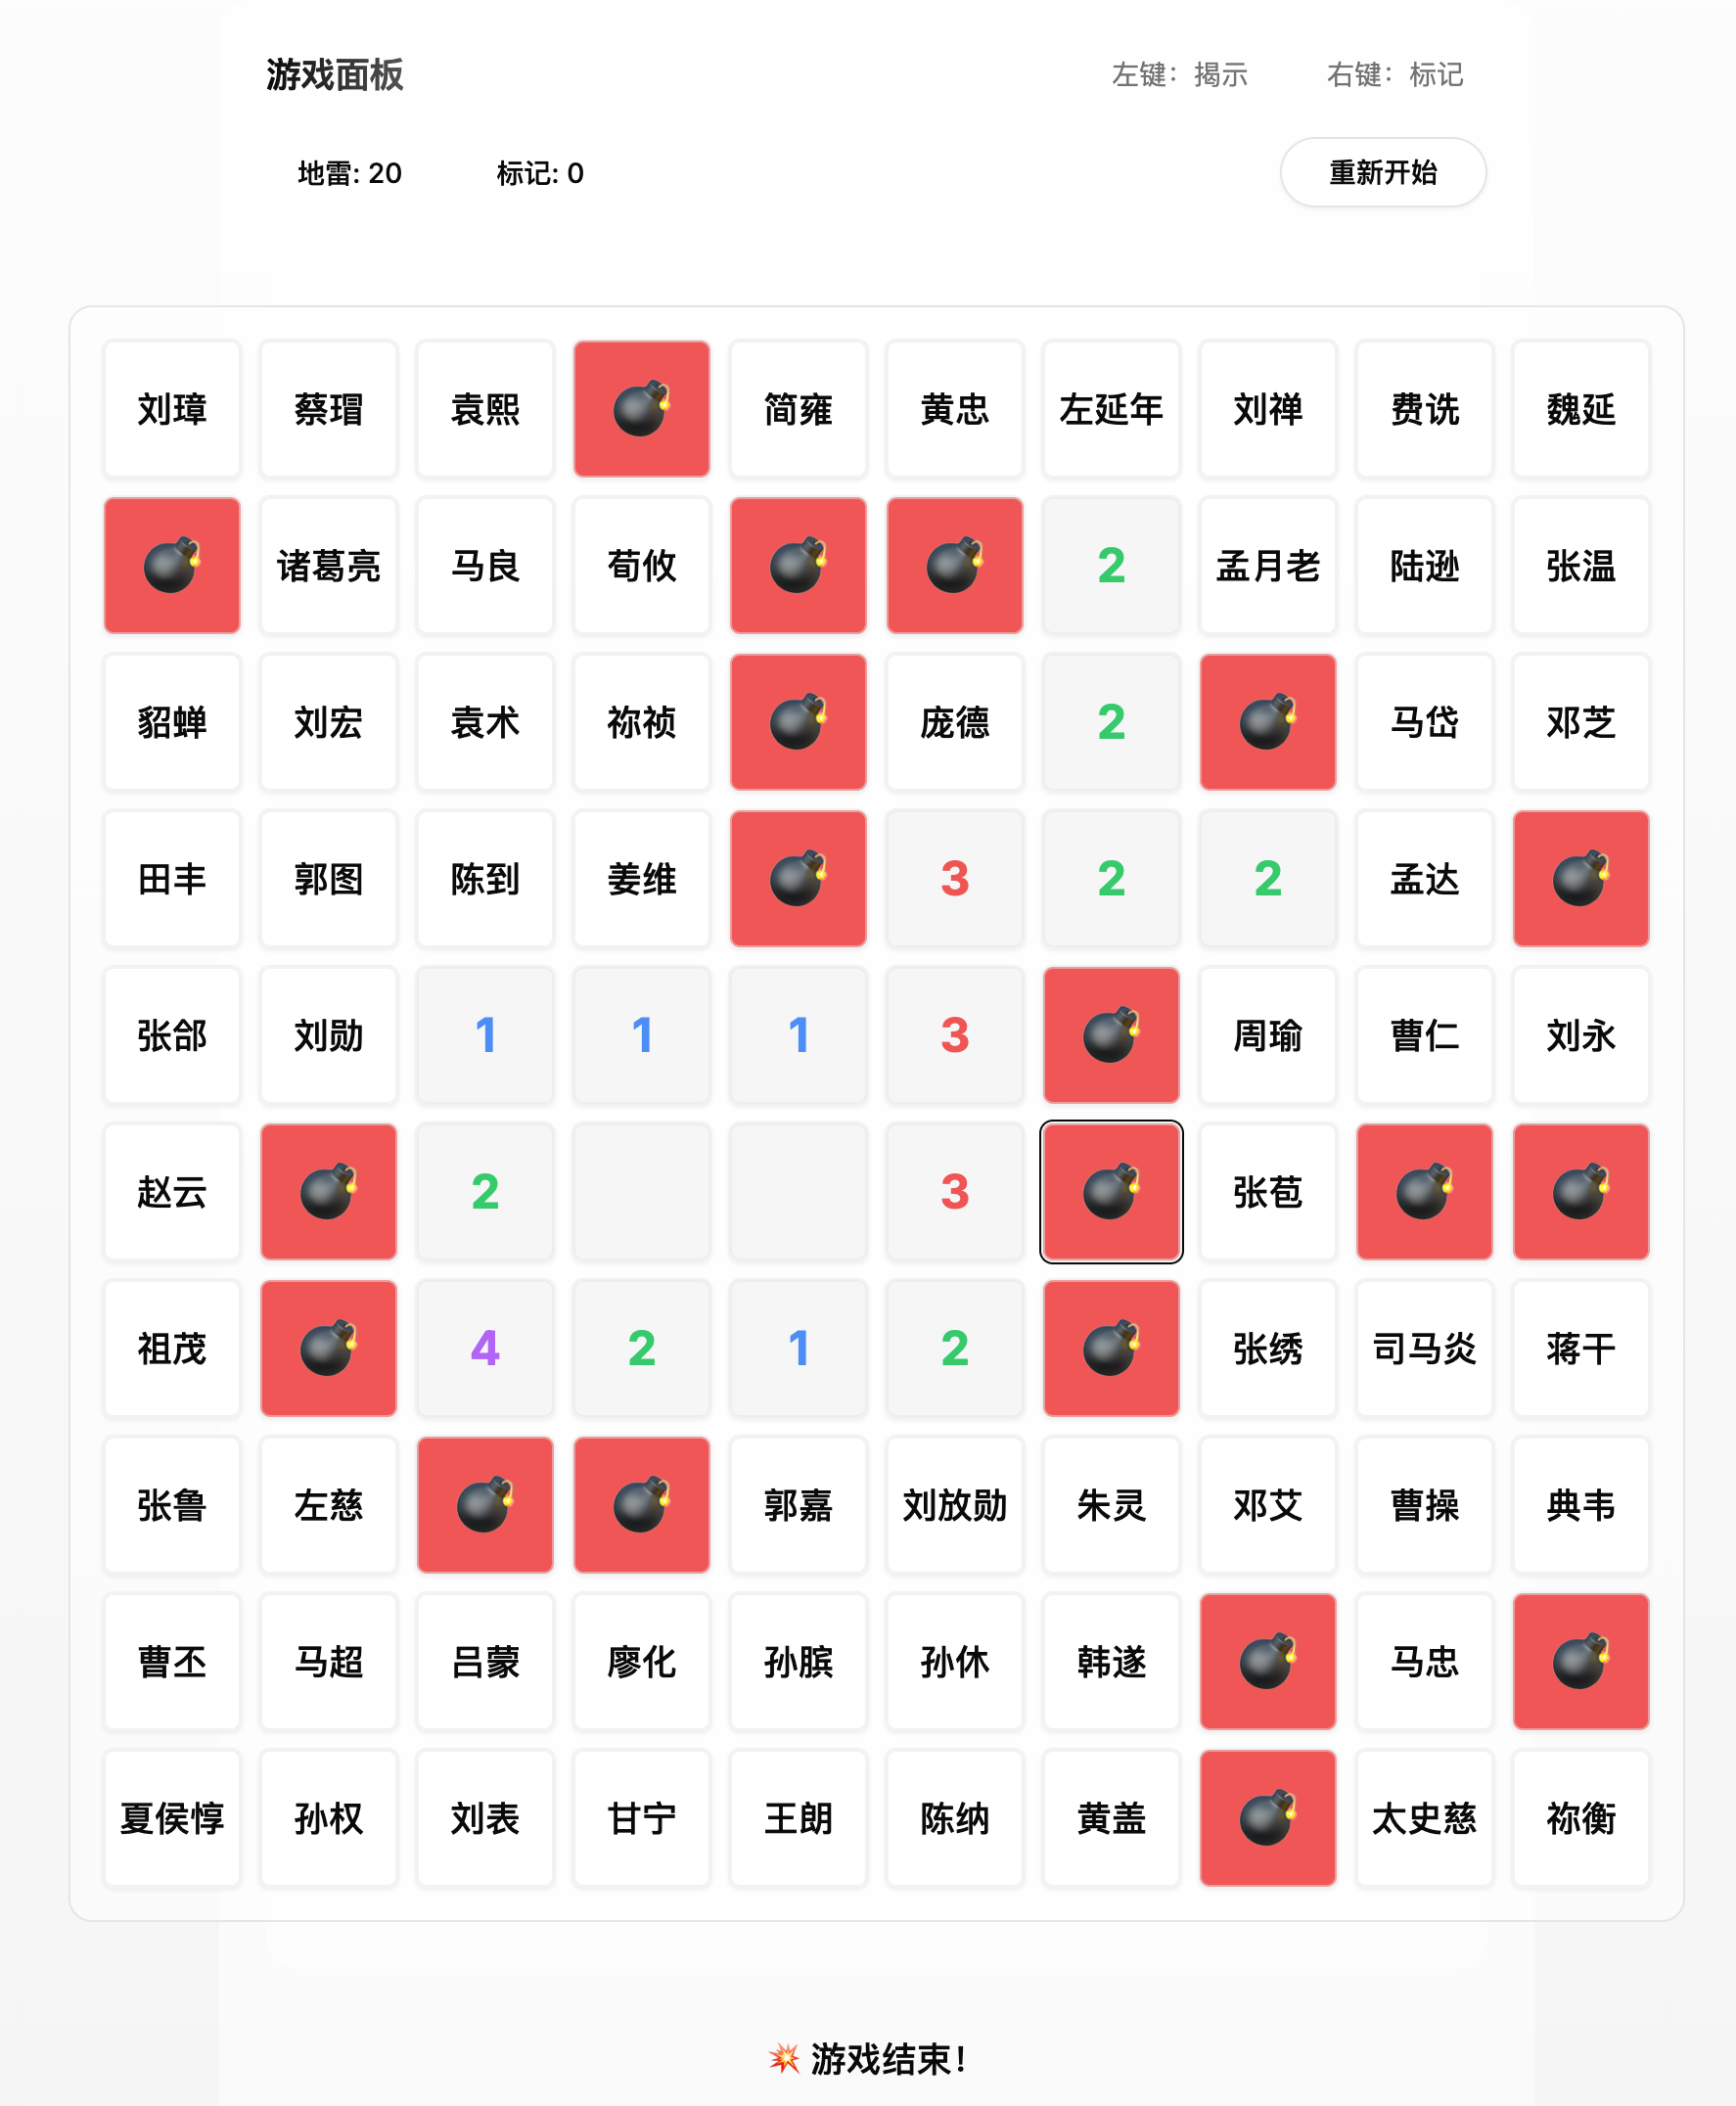 游戏面板 左键：揭示 右键：标记
地雷: 20 标记: 0 重新开始
刘璋 蔡瑁 袁熙 简雍 黄忠 左延年 刘禅 费诜 魏延
诸葛亮 马良 荀攸 2 孟月老 陆逊 张温
貂蝉 刘宏 袁术 祢祯 庞德 2 马岱 邓芝
田丰 郭图 陈到 姜维 3 2 2 孟达
张郃 刘勋 1 1 1 3 周瑜 曹仁 刘永
赵云 2 3 张苞
祖茂 4 2 1 2 张绣 司马炎 蒋干
张鲁 左慈 郭嘉 刘放勋 朱灵 邓艾 曹操 典韦
曹丕 马超 吕蒙 廖化 孙膑 孙休 韩遂 马忠
夏侯惇 孙权 刘表 甘宁 王朗 陈纳 黄盖 太史慈 祢衡
💥 游戏结束！